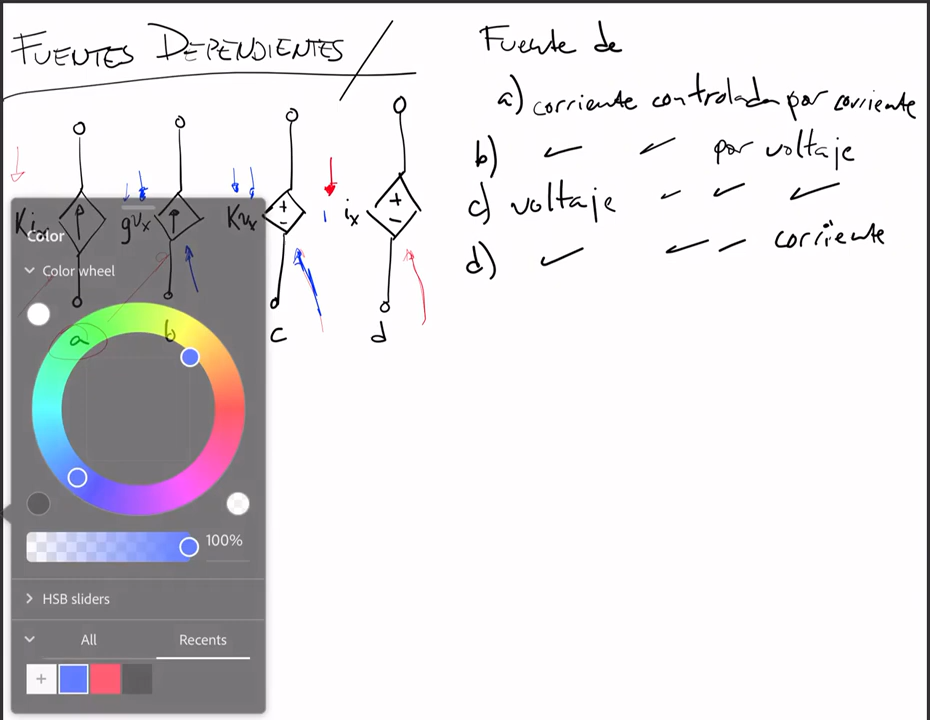 FUENTES DEPENDIENTES
Fuente de
a) corriente controlada por corriente
b) ✓ ✓ por voltaje
c) voltaje ✓ ✓ ✓
d) ✓ ✓ ✓ corriente
Kix gvx Kvx ix
+ +
- -
a b c d
Color
Color wheel
100%
HSB sliders
All Recents
+